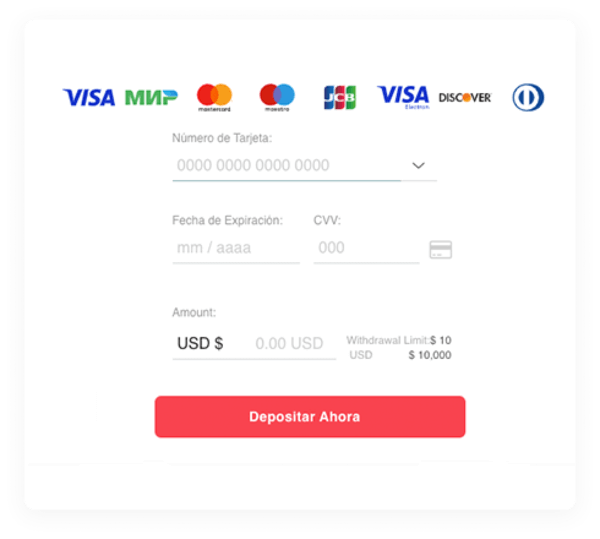 VISA МИР mastercard maestro JCB VISA Electron DISCOVER
Número de Tarjeta:
0000 0000 0000 0000
Fecha de Expiración: CVV:
mm / aaaa 000
Amount:
USD $ 0.00 USD Withdrawal Limit:$ 10
USD $ 10,000
Depositar Ahora